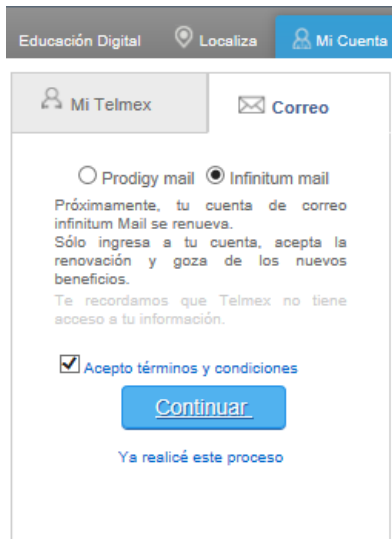 Educación Digital Localiza Mi Cuenta
Mi Telmex Correo
Prodigy mail Infinitum mail
Próximamente, tu cuenta de correo
infinitum Mail se renueva.
Sólo ingresa a tu cuenta, acepta la
renovación y goza de los nuevos
beneficios.
Te recordamos que Telmex no tiene
acceso a tu información.
Acepto términos y condiciones
Continuar
Ya realicé este proceso